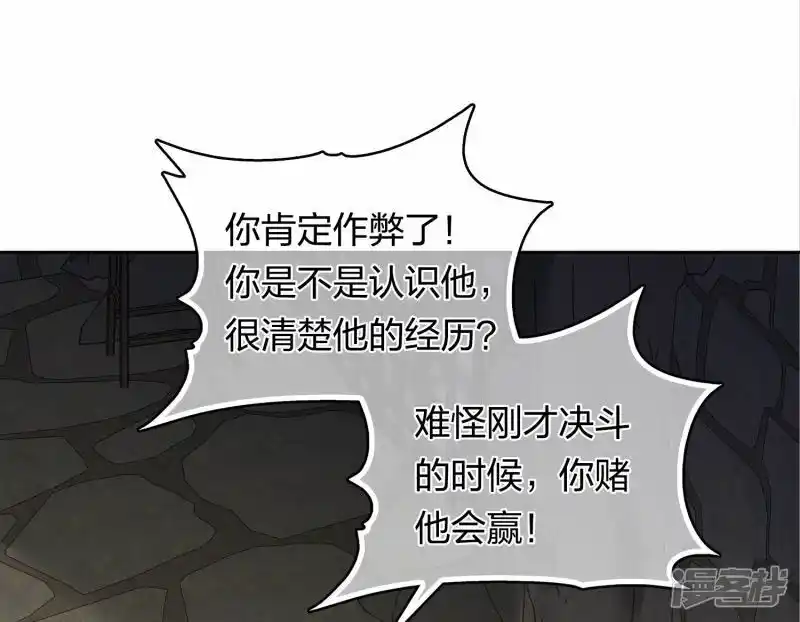 你肯定作弊了！
你是不是认识他，
很清楚他的经历？
难怪刚才决斗
的时候，你赌
他会赢！
漫客栈